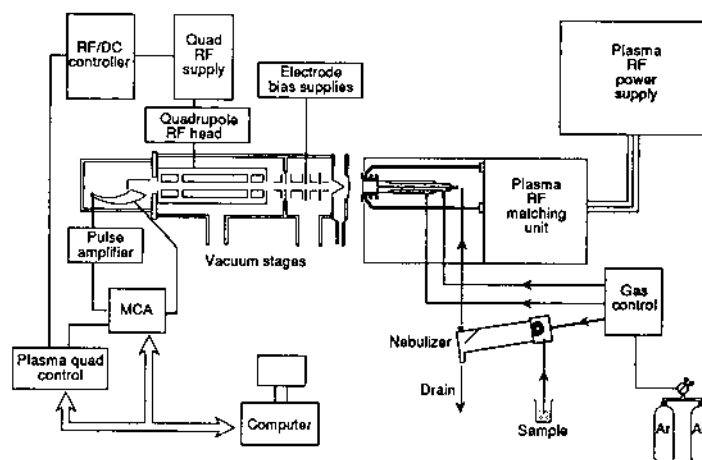 RF/DC
controller
Quad
RF
supply
Electrode
bias supplies
Quadrupole
RF head
Plasma
RF
power
supply
Plasma
RF
matching
unit
Pulse
amplifier
Vacuum stages
MCA
Gas
control
Nebulizer
Plasma quad
control
Drain
Computer
Sample
Ar
A